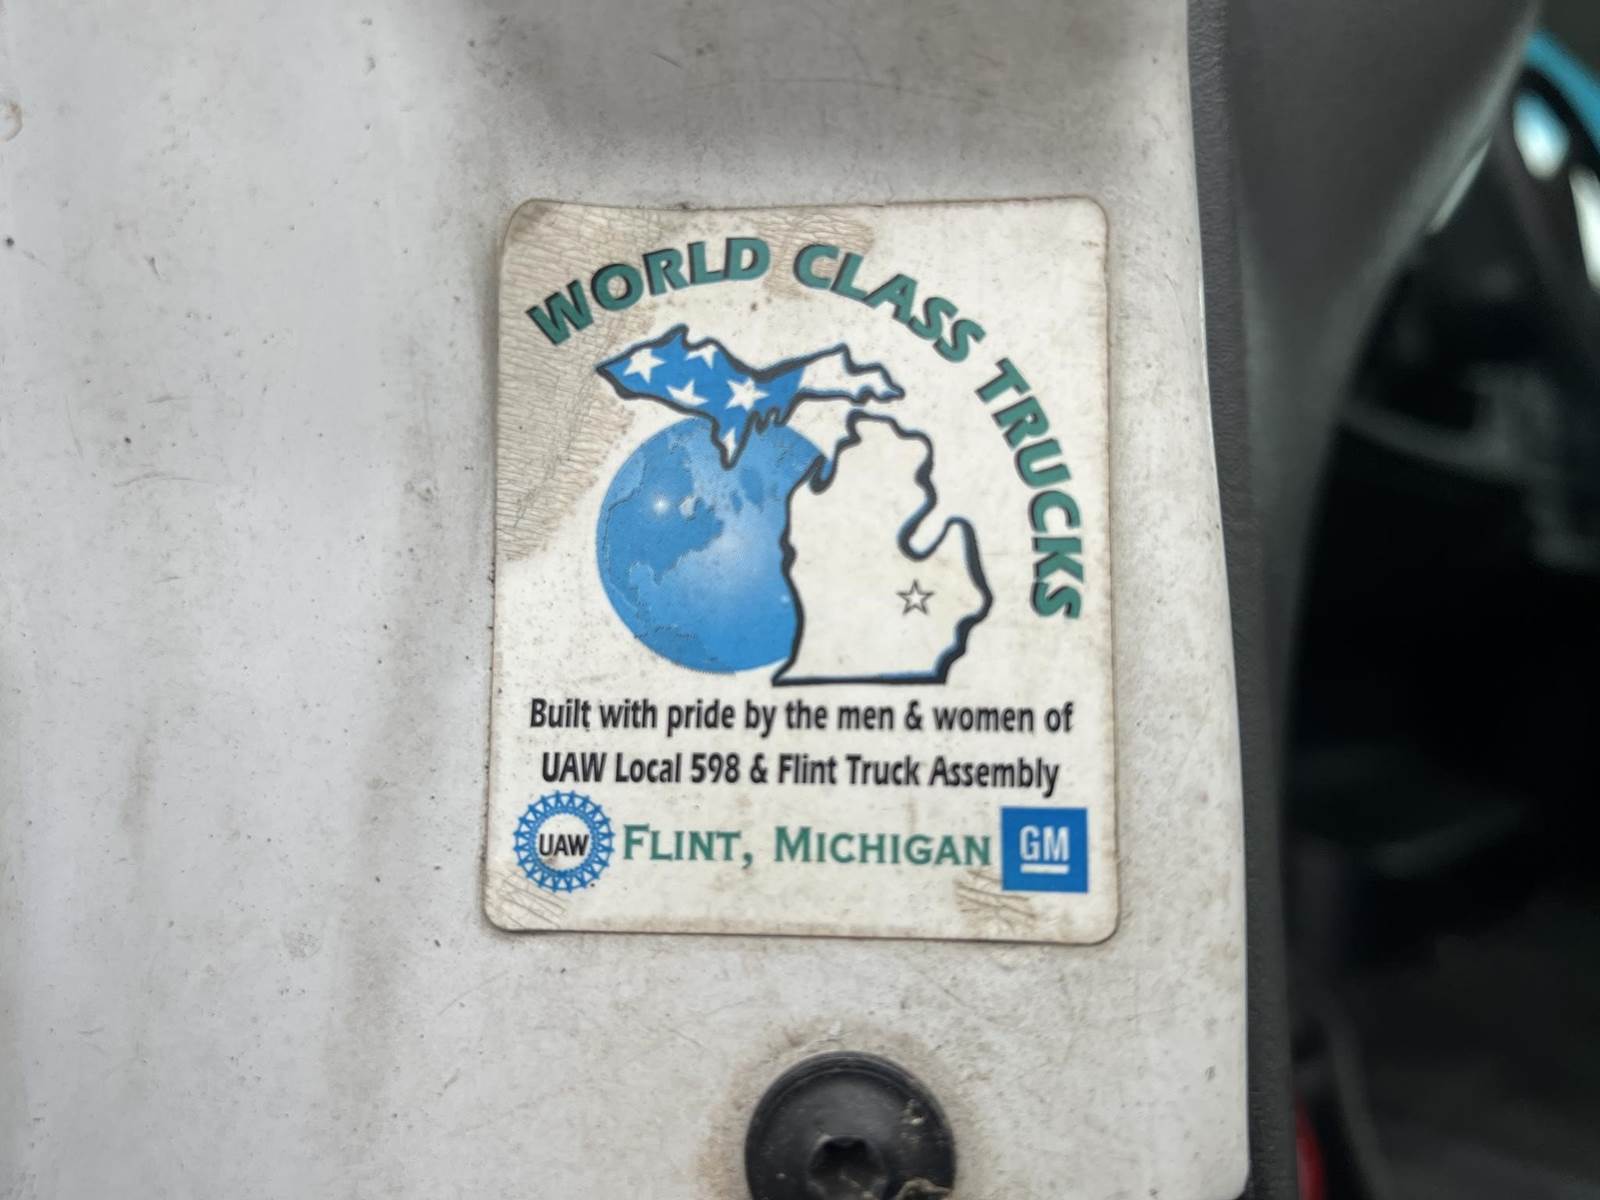 WORLD CLASS TRUCKS
Built with pride by the men & women of
UAW Local 598 & Flint Truck Assembly
UAW FLINT, MICHIGAN GM